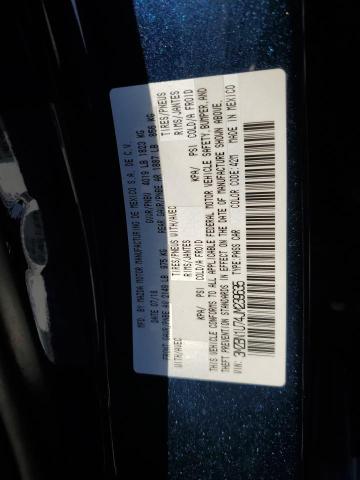 MFD BY MAZDA MOTOR MANUFACTURING DE MEXICO S.A. DE C.V.
DATE 07/18 GVWR/PNBV 4019 LB 1823 KG
FRONT GAWR/PNBE AV 2149 LB 975 KG REAR GAWR/PNBE AR 1887 LB 856 KG
WITH/AVEC TIRES/PNEUS WITH/AVEC TIRES/PNEUS
RIMS/JANTES RIMS/JANTES
KPA/ PSI COLD/A FROID KPA/ PSI COLD/A FROID
THIS VEHICLE CONFORMS TO ALL APPLICABLE FEDERAL MOTOR VEHICLE SAFETY, BUMPER, AND
THEFT PREVENTION STANDARDS IN EFFECT ON THE DATE OF MANUFACTURE SHOWN ABOVE.
COLOR CODE: 42M MADE IN MEXICO
VIN: TYPE: PASS CAR